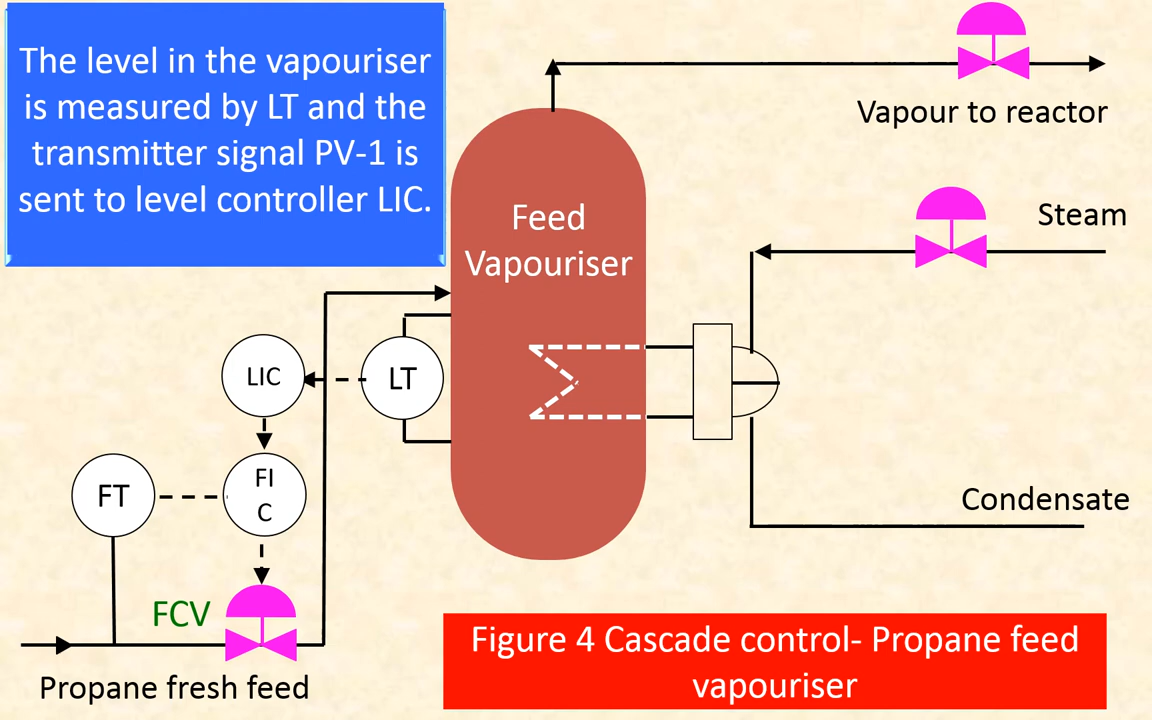 The level in the vapouriser
is measured by LT and the
transmitter signal PV-1 is
sent to level controller LIC.
Vapour to reactor
Steam
Feed
Vapouriser
LIC
LT
FT
FI
C
Condensate
FCV
Propane fresh feed
Figure 4 Cascade control- Propane feed
vapouriser